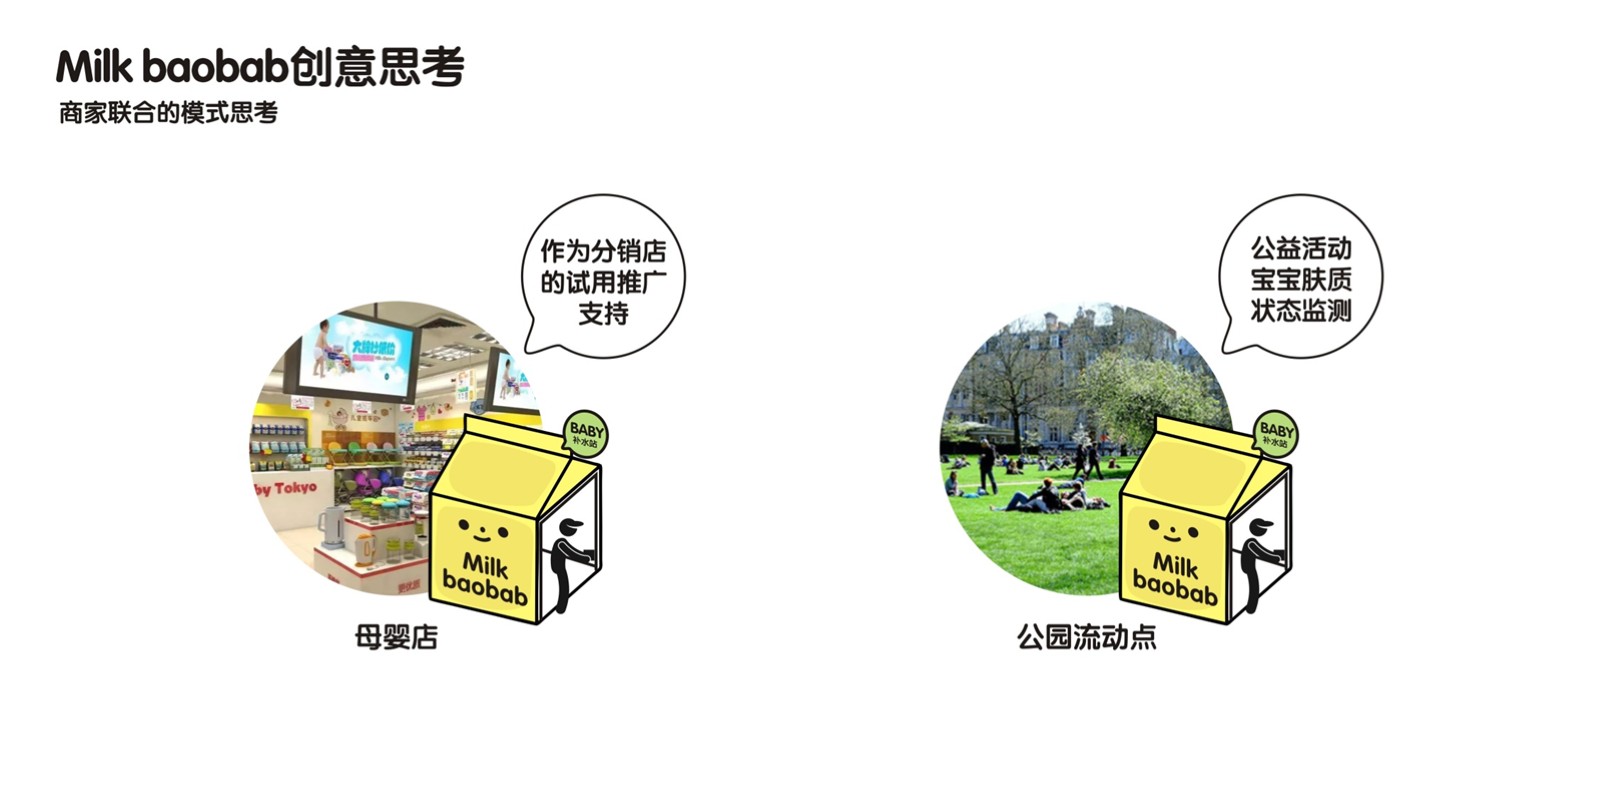 Milk baobab创意思考
商家联合的模式思考
作为分销店
的试用推广
支持
by Tokyo
BABY
补水站
Milk
baobab
母婴店
公益活动
宝宝肤质
状态监测
BABY
补水站
Milk
baobab
公园流动点